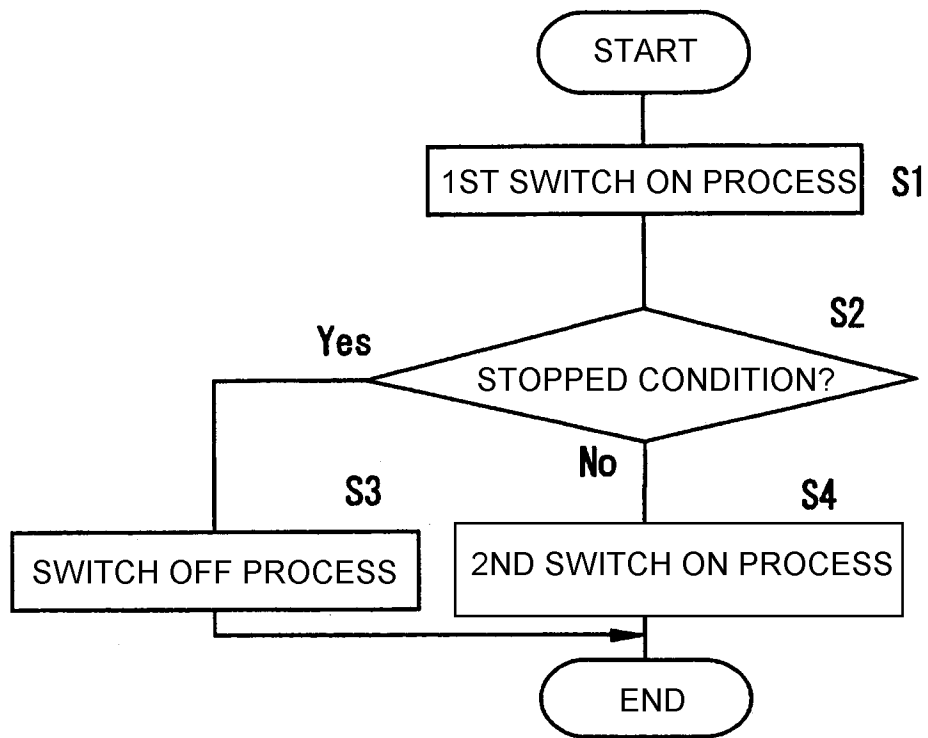 START
1ST SWITCH ON PROCESS
S1
S2
Yes
STOPPED CONDITION?
No
S3
S4
SWITCH OFF PROCESS
2ND SWITCH ON PROCESS
END